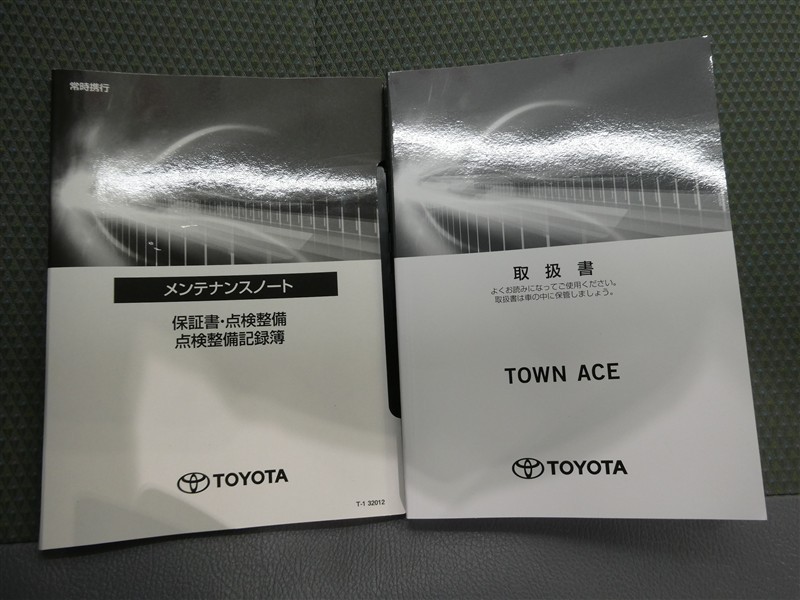 常時携行
メンテナンスノート
保証書・点検整備
点検整備記録簿
TOYOTA
T-1 32012
取扱書
よくお読みになってご使用ください。
取扱書は車の中に保管しましょう。
TOWN ACE
TOYOTA